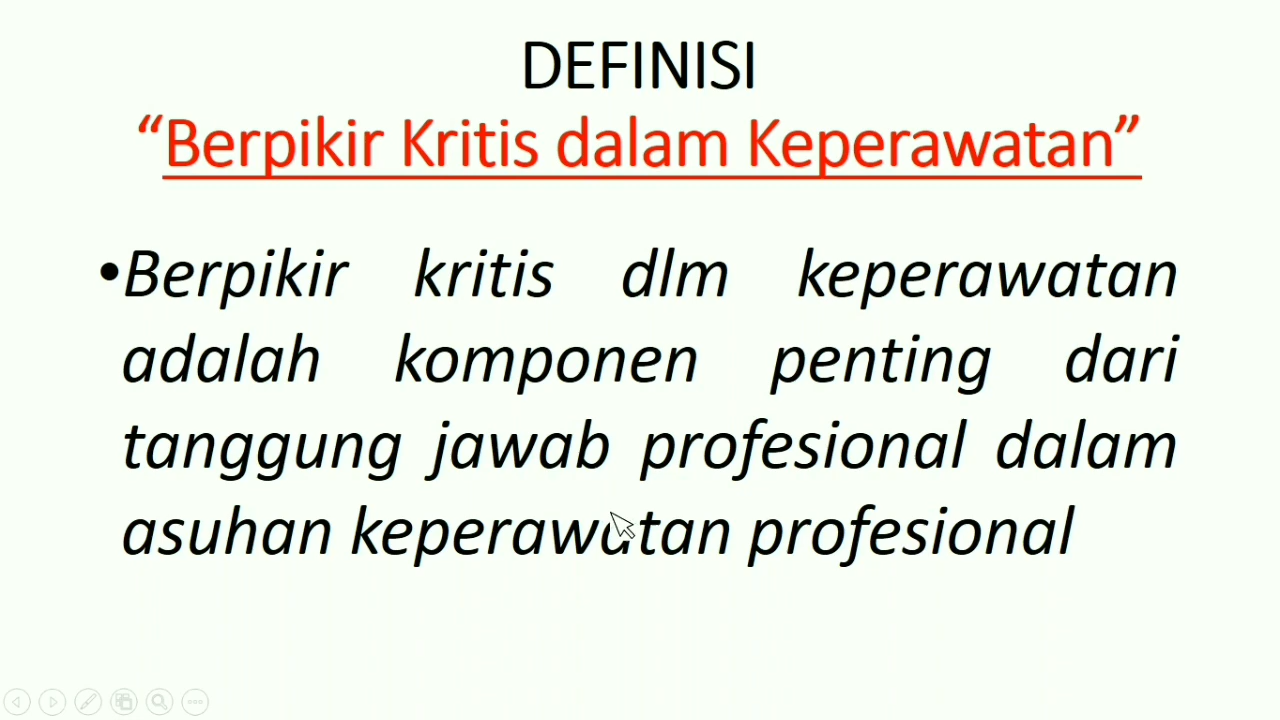 DEFINISI
“Berpikir Kritis dalam Keperawatan”
•Berpikir kritis dlm keperawatan
adalah komponen penting dari
tanggung jawab profesional dalam
asuhan keperawatan profesional